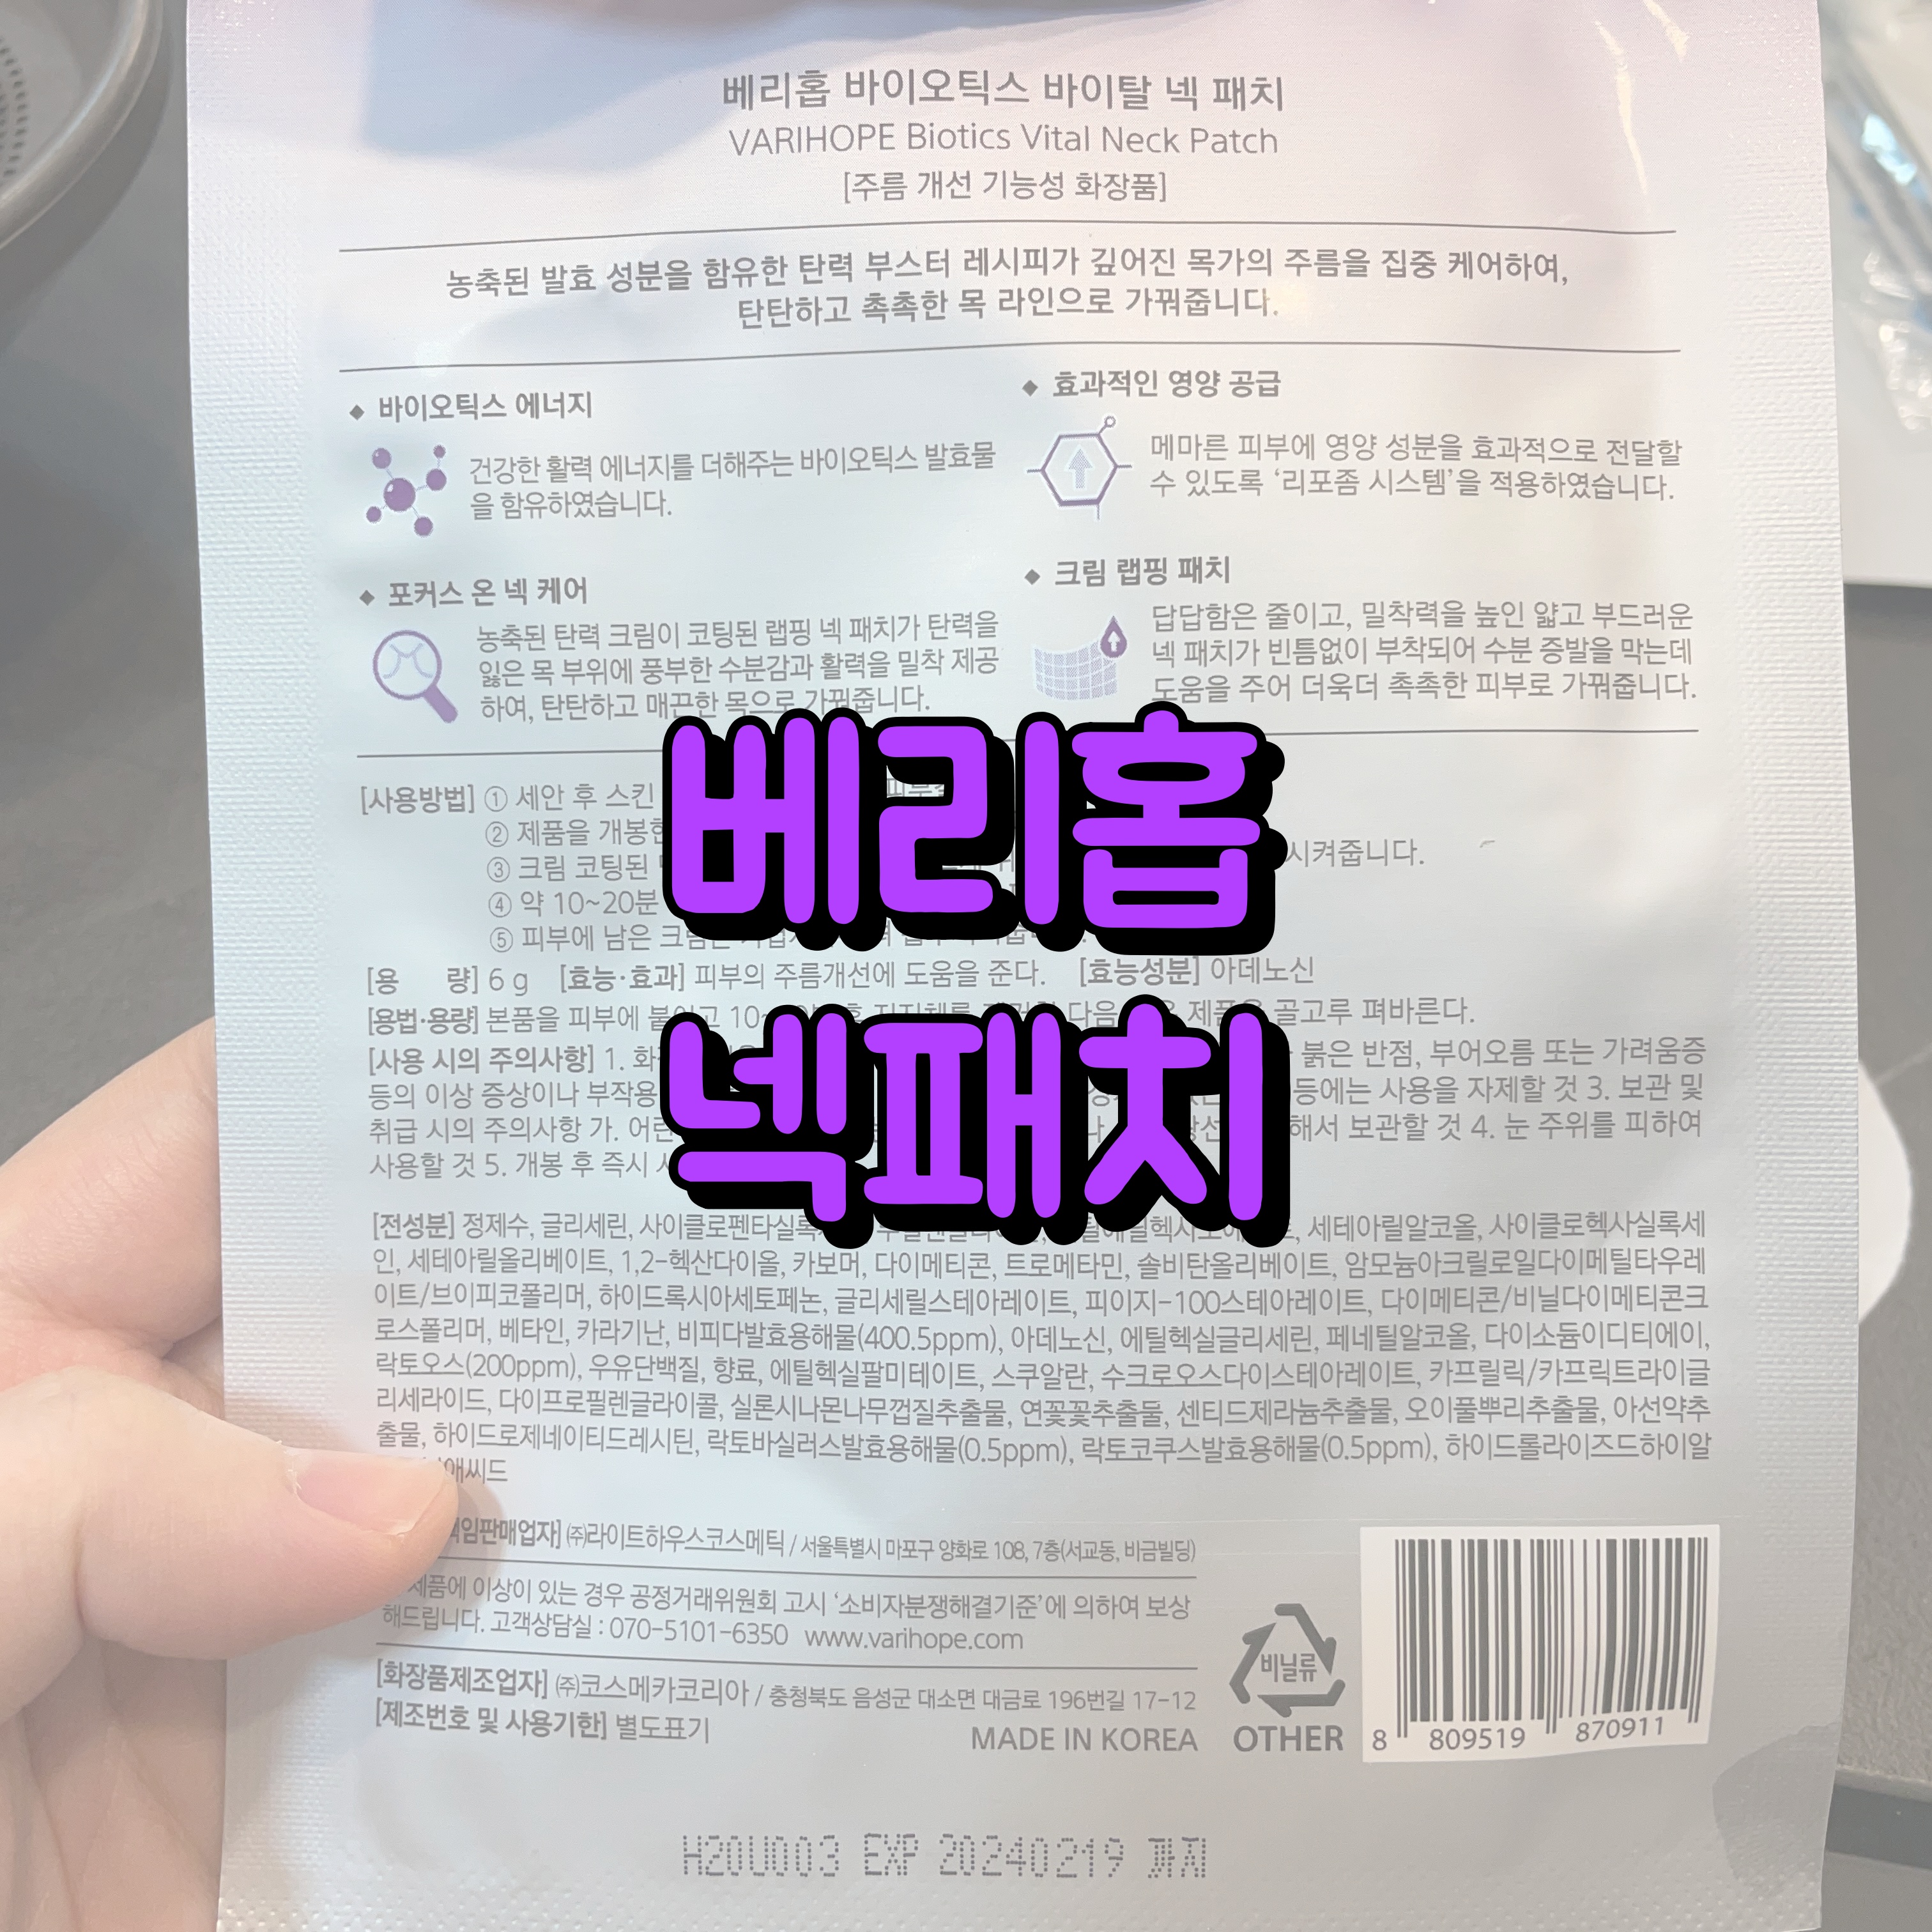 베리홉 바이오틱스 바이탈 넥 패치
VARIHOPE Biotics Vital Neck Patch
[주름 개선 기능성 화장품]
농축된 발효 성분을 함유한 탄력 부스터 레시피가 깊어진 목가의 주름을 집중 케어하여,
탄탄하고 촉촉한 목 라인으로 가꿔줍니다.
◆ 바이오틱스 에너지
건강한 활력 에너지를 더해주는 바이오틱스 발효물
을 함유하였습니다.
◆ 효과적인 영양 공급
메마른 피부에 영양 성분을 효과적으로 전달할
수 있도록 ‘리포좀 시스템’을 적용하였습니다.
◆ 포커스 온 넥 케어
농축된 탄력 크림이 코팅된 랩핑 넥 패치가 탄력을
잃은 목 부위에 풍부한 수분감과 활력을 밀착 제공
하여, 탄탄하고 매끈한 목으로 가꿔줍니다.
◆ 크림 랩핑 패치
답답함은 줄이고, 밀착력을 높인 얇고 부드러운
넥 패치가 빈틈없이 부착되어 수분 증발을 막는데
도움을 주어 더욱더 촉촉한 피부로 가꿔줍니다.
베리홉
넥패치
[사용방법] ① 세안 후 스킨
② 제품을
③ 크림 코팅된 시켜줍니다.
④ 약 10~20분
⑤ 피부에 남은
[용 량] 6 g [효능·효과] 피부의 주름개선에 도움을 준다. [효능성분] 아데노신
[용법·용량] 본품을 피부에 다음 골고루 펴바른다.
[사용 시의 주의사항] 1. 붉은 반점, 부어오름 또는 가려움증
등의 이상 증상이나 등에는 사용을 자제할 것 3. 보관 및
취급 시의 주의사항 가. 해서 보관할 것 4. 눈 주위를 피하여
사용할 것 5. 개봉 후 즉시
[전성분] 정제수, 글리세린, 세테아릴알코올, 사이클로헥사실록세
인, 세테아릴올리베이트, 1,2-헥산다이올, 카보머, 다이메티콘, 트로메타민, 솔비탄올리베이트, 암모늄아크릴로일다이메틸타우레
이트/브이피코폴리머, 하이드록시아세토페논, 글리세릴스테아레이트, 피이지-100스테아레이트, 다이메티콘/비닐다이메티콘크
로스폴리머, 베타인, 카라기난, 비피다발효용해물(400.5ppm), 아데노신, 에틸헥실글리세린, 페네틸알코올, 다이소듐이디티에이,
락토오스(200ppm), 우유단백질, 향료, 에틸헥실팔미테이트, 스쿠알란, 수크로오스다이스테아레이트, 카프릴릭/카프릭트라이글
리세라이드, 다이프로필렌글라이콜, 실론시나몬나무껍질추출물, 연꽃꽃추출물, 센티드제라늄추출물, 오이풀뿌리추출물, 아선약추
출물, 하이드로제네이티드레시틴, 락토바실러스발효용해물(0.5ppm), 락토코쿠스발효용해물(0.5ppm), 하이드롤라이즈드하이알
애씨드
책임판매업자] ㈜라이트하우스코스메틱 / 서울특별시 마포구 양화로 108, 7층(서교동, 비금빌딩)
제품에 이상이 있는 경우 공정거래위원회 고시 ‘소비자분쟁해결기준’에 의하여 보상
해드립니다. 고객상담실 : 070-5101-6350 www.varihope.com
[화장품제조업자] ㈜코스메카코리아 / 충청북도 음성군 대소면 대금로 196번길 17-12
[제조번호 및 사용기한] 별도표기
MADE IN KOREA
비닐류
OTHER
8 809519 870911
H20U003 EXP 20240219 까지